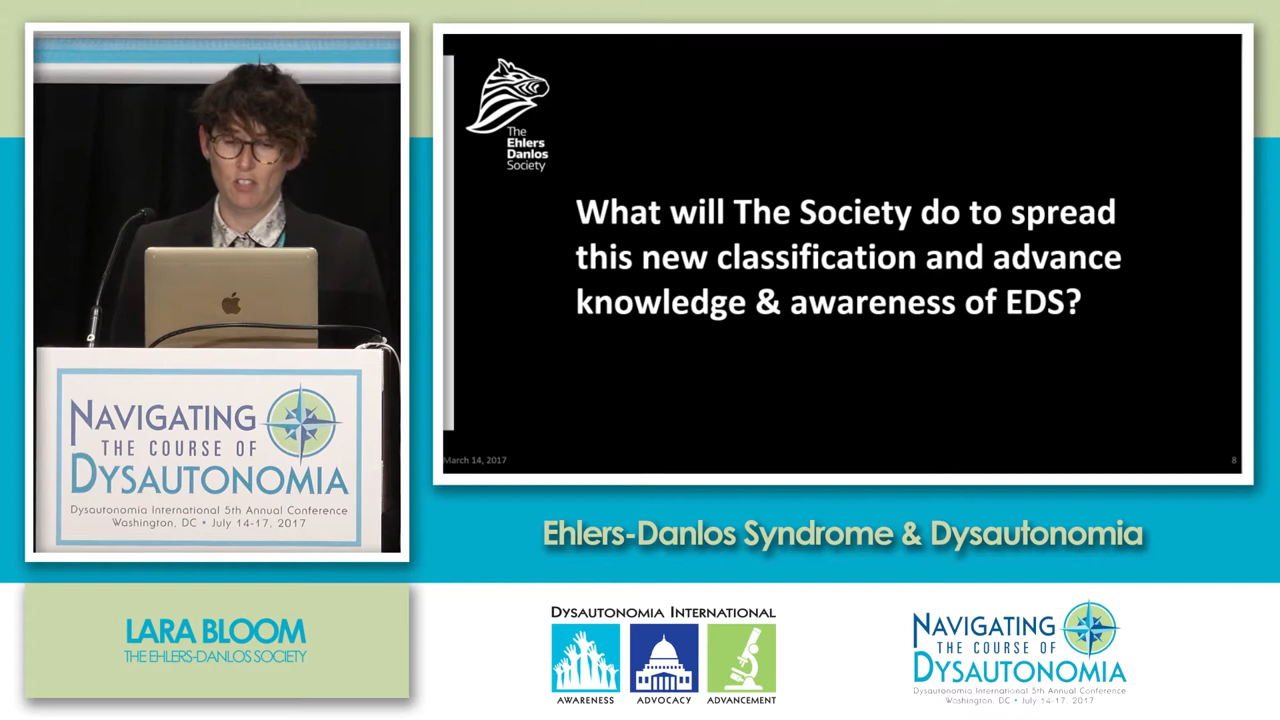 The
Ehlers
Danlos
Society
What will The Society do to spread
this new classification and advance
knowledge & awareness of EDS?
March 14, 2017
8
NAVIGATING
THE COURSE OF
DYSAUTONOMIA
Dysautonomia International 5th Annual Conference
Washington, DC • July 14-17, 2017
Ehlers-Danlos Syndrome & Dysautonomia
LARA BLOOM
THE EHLERS-DANLOS SOCIETY
DYSAUTONOMIA INTERNATIONAL
AWARENESS ADVOCACY ADVANCEMENT
NAVIGATING
THE COURSE OF
DYSAUTONOMIA
Dysautonomia International 5th Annual Conference
Washington, DC • July 14-17, 2017